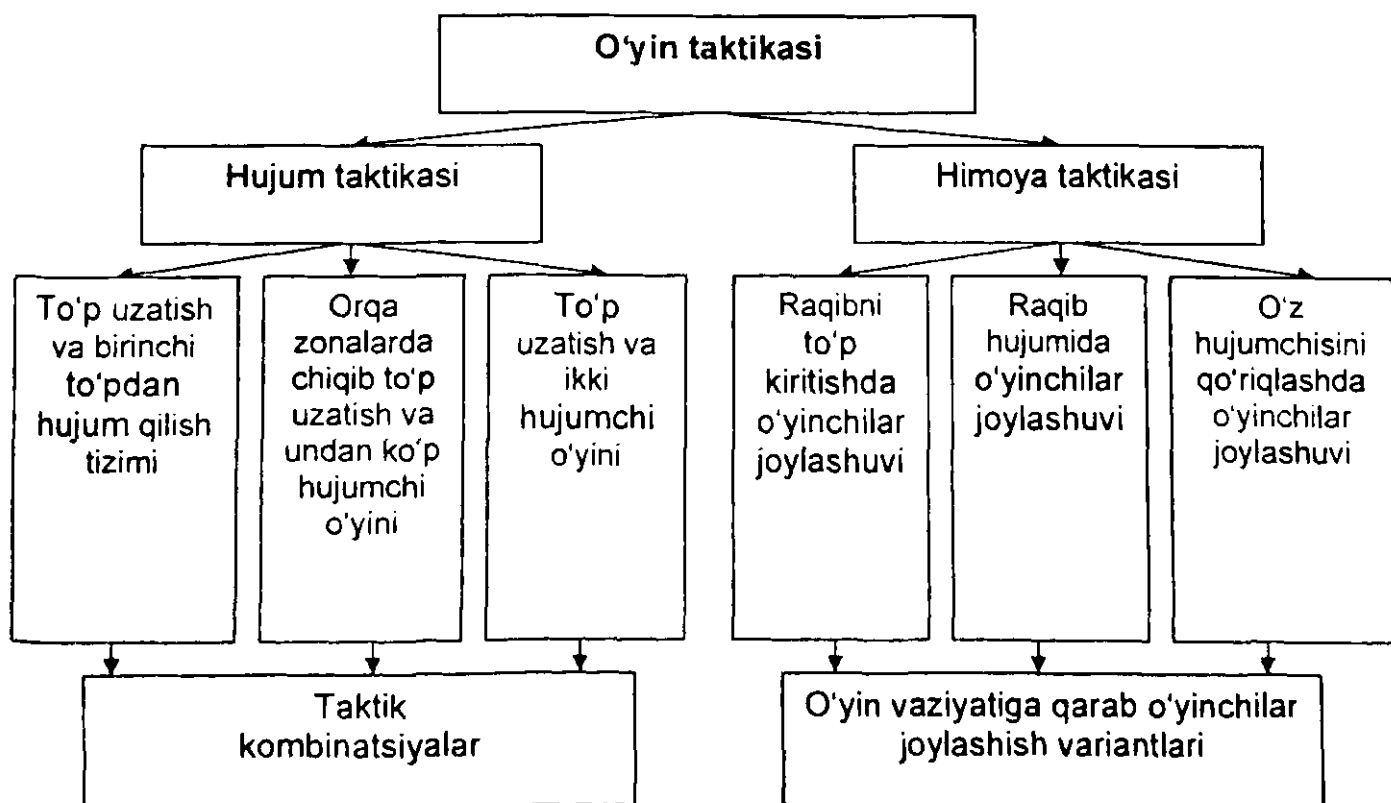 O‘yin taktikasi
Hujum taktikasi
Himoya taktikasi
To‘p uzatish
va birinchi
to‘pdan
hujum qilish
tizimi
Orqa
zonalarda
chiqib to‘p
uzatish va
undan ko‘p
hujumchi
o‘yini
To‘p
uzatish va
ikki
hujumchi
o‘yini
Raqibni
to‘p
kiritishda
o‘yinchilar
joylashuvi
Raqib
hujumida
o‘yinchilar
joylashuvi
O‘z
hujumchisini
qo‘riqlashda
o‘yinchilar
joylashuvi
Taktik
kombinatsiyalar
O‘yin vaziyatiga qarab o‘yinchilar
joylashish variantlari